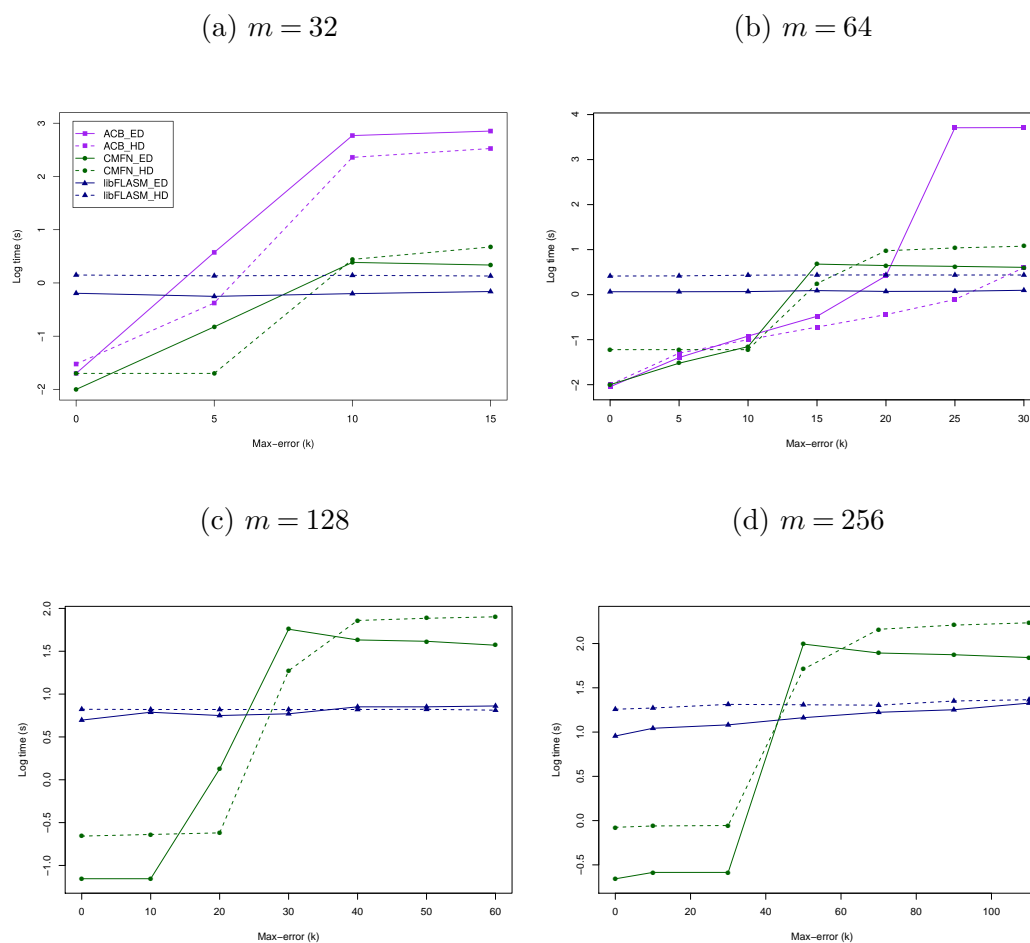 (a) m = 32
(b) m = 64
3
2
1
0
−1
−2
Log time (s)
ACB_ED
ACB_HD
CMFN_ED
CMFN_HD
libFLASM_ED
libFLASM_HD
0 5 10 15
Max−error (k)
4
3
2
1
0
−1
−2
Log time (s)
0 5 10 15 20 25 30
Max−error (k)
(c) m = 128
(d) m = 256
2.0
1.5
1.0
0.5
0.0
−0.5
−1.0
Log time (s)
0 10 20 30 40 50 60
Max−error (k)
2.0
1.5
1.0
0.5
0.0
−0.5
Log time (s)
0 20 40 60 80 100
Max−error (k)